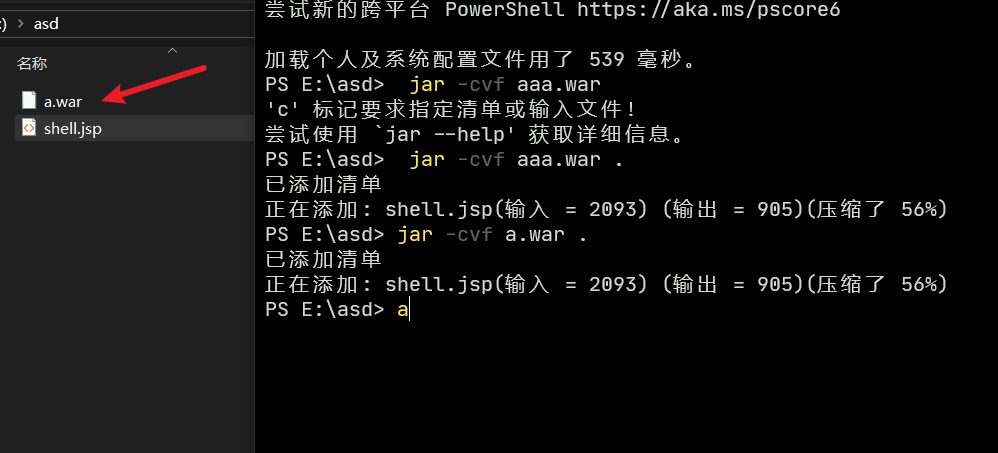 :) › asd
名称
a.war
shell.jsp
尝试新的跨平台 PowerShell https://aka.ms/pscore6
加载个人及系统配置文件用了 539 毫秒。
PS E:\asd>  jar -cvf aaa.war
'c' 标记要求指定清单或输入文件!
尝试使用 `jar --help' 获取详细信息。
PS E:\asd>  jar -cvf aaa.war .
已添加清单
正在添加: shell.jsp(输入 = 2093) (输出 = 905)(压缩了 56%)
PS E:\asd> jar -cvf a.war .
已添加清单
正在添加: shell.jsp(输入 = 2093) (输出 = 905)(压缩了 56%)
PS E:\asd> a